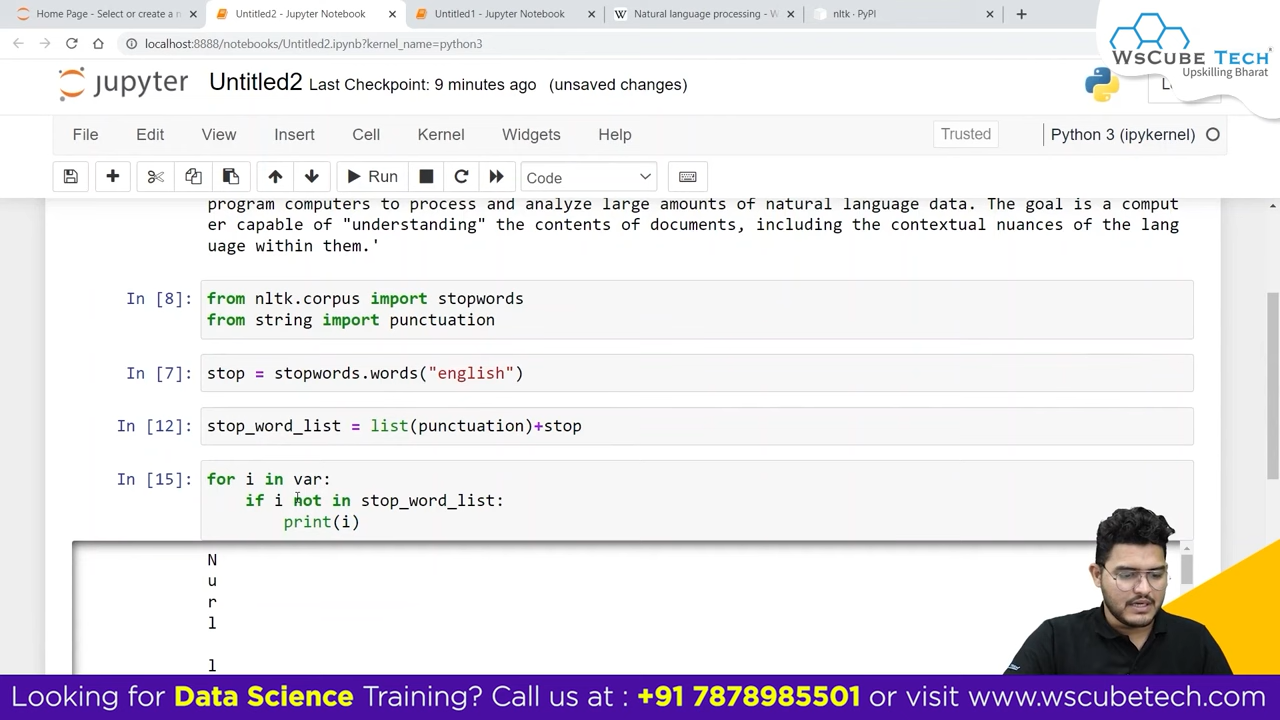 Home Page - Select or create a n
Untitled2 - Jupyter Notebook
Untitled1 - Jupyter Notebook
Natural language processing - W
nltk · PyPI
localhost:8888/notebooks/Untitled2.ipynb?kernel_name=python3
WsCube Tech
Upskilling Bharat
jupyter Untitled2 Last Checkpoint: 9 minutes ago (unsaved changes)
File Edit View Insert Cell Kernel Widgets Help
Trusted
Python 3 (ipykernel)
Run
Code
program computers to process and analyze large amounts of natural language data. The goal is a comput
er capable of "understanding" the contents of documents, including the contextual nuances of the lang
uage within them.'
In [8]: from nltk.corpus import stopwords
from string import punctuation
In [7]: stop = stopwords.words("english")
In [12]: stop_word_list = list(punctuation)+stop
In [15]: for i in var:
if i not in stop_word_list:
print(i)
N
u
r
l
l
Looking for Data Science Training? Call us at : +91 7878985501 or visit www.wscubetech.com